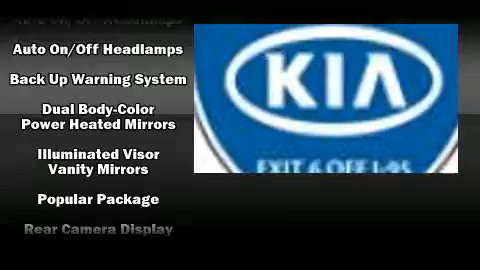 Auto On/Off Headlamps
Back Up Warning System
Dual Body-Color
Power Heated Mirrors
Illuminated Visor
Vanity Mirrors
Popular Package
Rear Camera Display
KIA
EXIT 6 OFF I-95